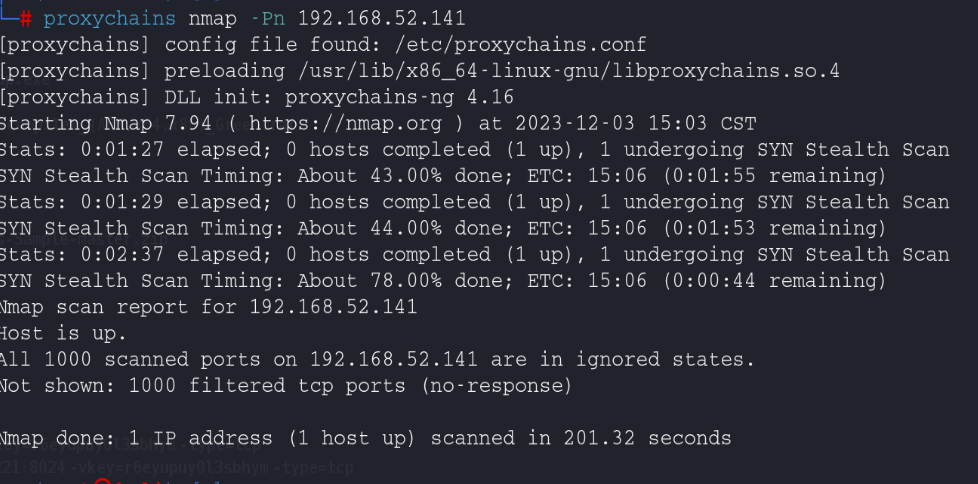 └─# proxychains nmap -Pn 192.168.52.141
[proxychains] config file found: /etc/proxychains.conf
[proxychains] preloading /usr/lib/x86_64-linux-gnu/libproxychains.so.4
[proxychains] DLL init: proxychains-ng 4.16
Starting Nmap 7.94 ( https://nmap.org ) at 2023-12-03 15:03 CST
Stats: 0:01:27 elapsed; 0 hosts completed (1 up), 1 undergoing SYN Stealth Scan
SYN Stealth Scan Timing: About 43.00% done; ETC: 15:06 (0:01:55 remaining)
Stats: 0:01:29 elapsed; 0 hosts completed (1 up), 1 undergoing SYN Stealth Scan
SYN Stealth Scan Timing: About 44.00% done; ETC: 15:06 (0:01:53 remaining)
Stats: 0:02:37 elapsed; 0 hosts completed (1 up), 1 undergoing SYN Stealth Scan
SYN Stealth Scan Timing: About 78.00% done; ETC: 15:06 (0:00:44 remaining)
Nmap scan report for 192.168.52.141
Host is up.
All 1000 scanned ports on 192.168.52.141 are in ignored states.
Not shown: 1000 filtered tcp ports (no-response)
Nmap done: 1 IP address (1 host up) scanned in 201.32 seconds
221 8024 -vkey=r6eyupuy0l3sbhym -type=tcp